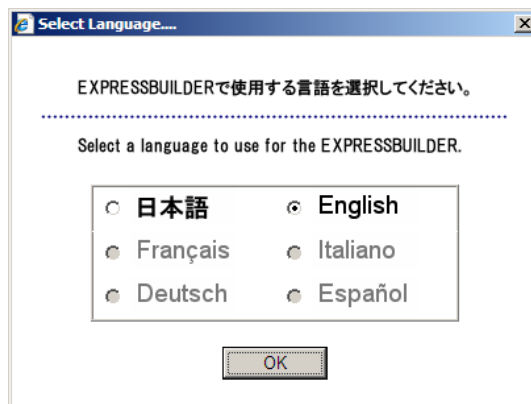 Select Language....
EXPRESSBUILDERで使用する言語を選択してください。
Select a language to use for the EXPRESSBUILDER.
日本語 English
Français Italiano
Deutsch Español
OK